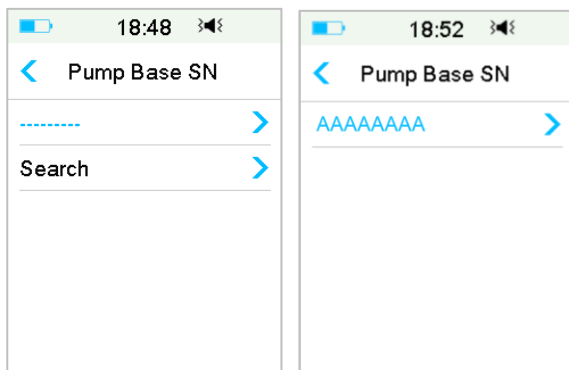 18:48
Pump Base SN
---------
Search
18:52
Pump Base SN
AAAAAAAA